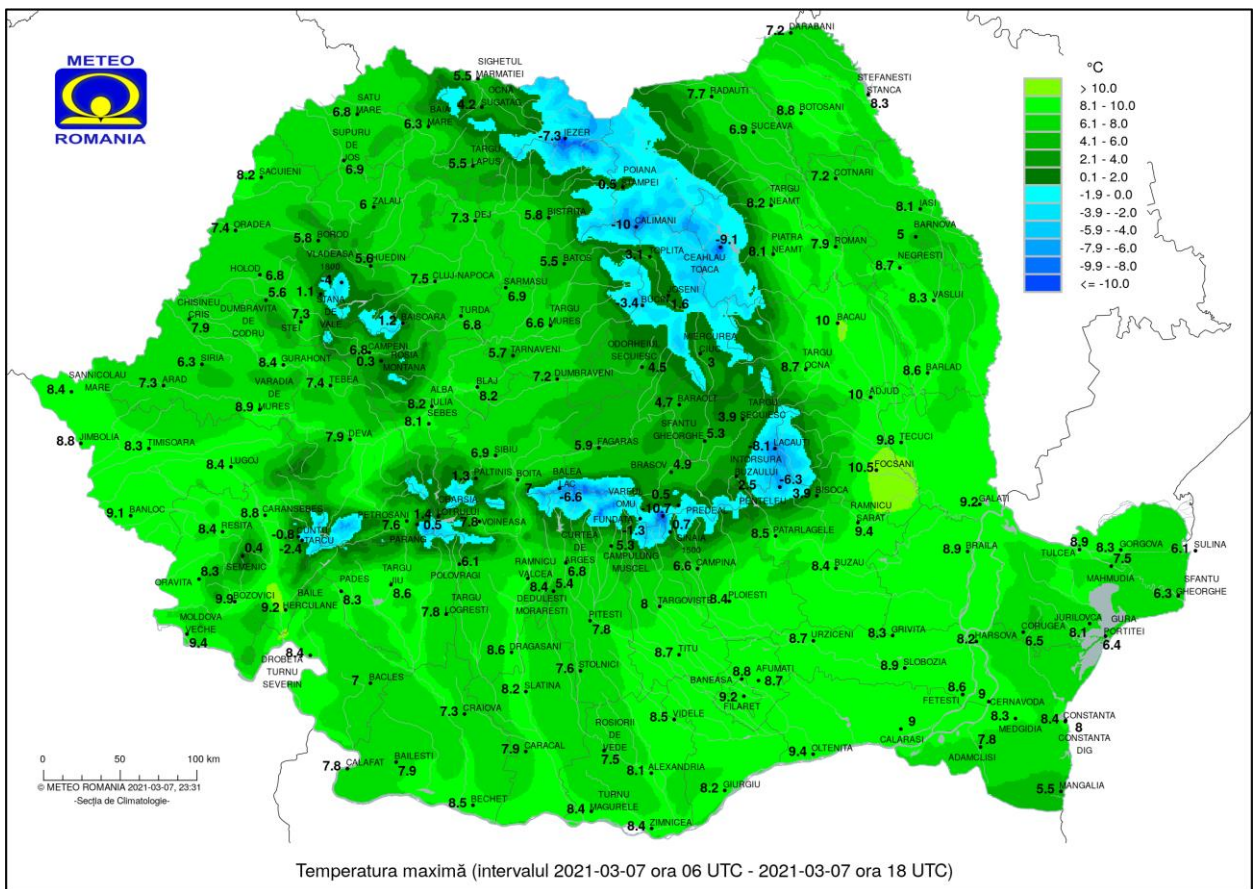 METEO
ROMANIA
°C
> 10.0
8.1 - 10.0
6.1 - 8.0
4.1 - 6.0
2.1 - 4.0
0.1 - 2.0
-1.9 - 0.0
-3.9 - -2.0
-5.9 - -4.0
-7.9 - -6.0
-9.9 - -8.0
<= -10.0
7.2 DARABANI
SIGHETUL
5.5 MARMATIEI
OCNA
4.2 SUGATAG
7.7 RADAUTI
STEFANESTI
STANCA
8.3
SATU
6.8 MARE
BAIA
6.3 MARE
8.8 BOTOSANI
6.9 SUCEAVA
-7.3 IEZER
SUPURU
DE
JOS
6.9
TARGU
5.5 LAPUS
POIANA
0.5 STAMPEI
8.2 SACUIENI
7.2 COTNARI
6 ZALAU
7.3 DEJ
5.8 BISTRITA
TARGU
8.2 NEAMT
8.1 IASI
7.4 ORADEA
5.8 BOROD
-10 CALIMANI
BARNOVA
5
VLADEASA
1800
-4
5.6 HUEDIN
5.5 BATOS
3.1 TOPLITA
-9.1
CEAHLAU
TOACA
PIATRA
8.1 NEAMT
7.9 ROMAN
NEGRESTI
8.7
HOLOD 6.8
7.5 CLUJ-NAPOCA
SARMASU
6.9
1.1 STANA
DE
VALE
5.6
DUMBRAVITA
DE
CODRU
7.3
STEI
-3.4 BUCIN
JOSENI
1.6
8.3 VASLUI
CHISINEU
CRIS
7.9
1.2 BAISOARA
TURDA
6.8
TARGU
6.6 MURES
10 BACAU
6.8 CAMPENI
0.3 ROSIA
MONTANA
5.7 TARNAVENI
ODORHEIUL
SECUIESC
4.5
MIERCUREA
CIUC
3
TARGU
8.7 OCNA
8.6 BARLAD
6.3 SIRIA
8.4 GURAHONT
SANNICOLAU
8.4 MARE
7.3 ARAD
7.4 TEBEA
BLAJ
8.2
7.2 DUMBRAVENI
10 ADJUD
VARADIA
DE
8.9 MURES
ALBA
8.2 IULIA
SEBES
8.1
4.7 BARAOLT
TARGU
3.9 SECUIESC
8.8 JIMBOLIA
8.3 TIMISOARA
7.9 DEVA
SFANTU
GHEORGHE 5.3
-8.1 LACAUTI
9.8 TECUCI
8.4 LUGOJ
6.9 SIBIU
5.9 FAGARAS
BRASOV 4.9
INTORSURA
BUZAULUI
2.5
-6.3
PENTELEU
10.5 FOCSANI
1.3 PALTINIS
BOITA
7
BALEA
LAC
-6.6
VARFUL
OMU
-10.7
0.5
PREDEAL
3.9 BISOCA
9.2 GALATI
9.1 BANLOC
8.8 CARANSEBES
8.4 RESITA
PETROSANI
7.6
1.4 OBARSIA
LOTRULUI
0.5
PARANG
7.8 VOINEASA
FUNDATA
-1.3
0.7
SINAIA
1500
RAMNICU
SARAT
9.4
8.5 PATARLAGELE
-0.8 CUNTU
-2.4 TARCU
CURTEA
DE
ARGES
6.8
5.3
CAMPULUNG
MUSCEL
8.9 BRAILA
8.9
TULCEA
8.3 GORGOVA
6.1 SULINA
0.4
SEMENIC
6.1
POLOVRAGI
6.6 CAMPINA
8.4 BUZAU
7.5
MAHMUDIA
8.3
ORAVITA
9.9 BOZOVICI
9.2 BAILE
HERCULANE
PADES
8.3
TARGU
JIU
8.6
RAMNICU
VALCEA
8.4
5.4
DEDULESTI
MORARESTI
SFANTU
6.3 GHEORGHE
TARGU
7.8 OGRESTI
8 TARGOVISTE
8.4 PLOIESTI
MOLDOVA
VECHE
9.4
PITESTI
7.8
8.7 URZICENI
8.3 GRIVITA
8.2 HARSOVA
CORUGEA
6.5
JURILOVCA
8.1
GURA
PORTITEI
6.4
8.4
DROBETA
TURNU
SEVERIN
8.6 DRAGASANI
8.7 TITU
7 BACLES
7.6 STOLNICI
8.2 SLATINA
8.8
BANEASA
AFUMATI
8.7
8.9 SLOBOZIA
9.2
FILARET
8.6
FETESTI
9
CERNAVODA
7.3 CRAIOVA
8.5 VIDELE
9
CALARASI
8.3
MEDGIDIA
8.4 CONSTANTA
8
CONSTANTA
DIG
7.9 CARACAL
ROSIORII
DE
VEDE
7.5
9.4 OLTENITA
7.8
ADAMCLISI
7.8 CALAFAT
BAILESTI
7.9
8.1 ALEXANDRIA
8.2 GIURGIU
5.5 MANGALIA
8.5 BECHET
TURNU
8.4 MAGURELE
8.4 ZIMNICEA
0 50 100 km
© METEO ROMANIA 2021-03-07, 23:31
-Secția de Climatologie-
Temperatura maximă (intervalul 2021-03-07 ora 06 UTC - 2021-03-07 ora 18 UTC)